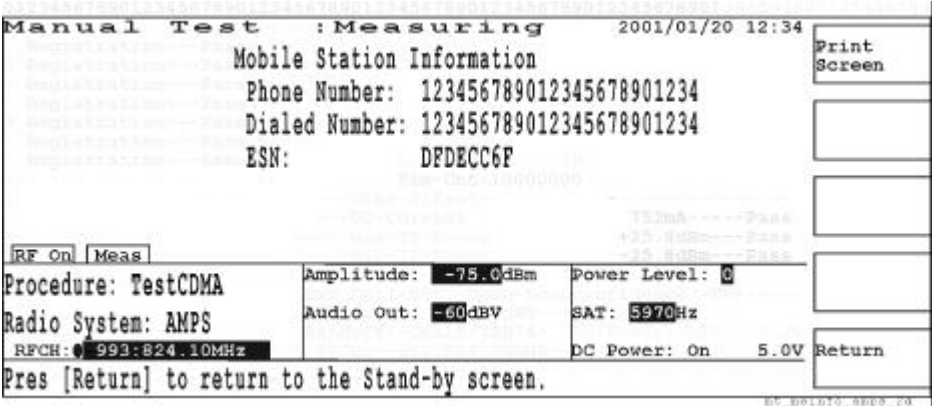 Manual Test :Measuring 2001/01/20 12:34
Print
Screen
Mobile Station Information
Phone Number: 123456789012345678901234
Dialed Number: 123456789012345678901234
ESN: DFDECC6F
RF On Meas
Procedure: TestCDMA
Amplitude: -75.0dBm
Power Level: 0
Radio System: AMPS
Audio Out: -60dBV
SAT: 5970Hz
RFCH: 993:824.10MHz
DC Power: On 5.0V
Return
Pres [Return] to return to the Stand-by screen.